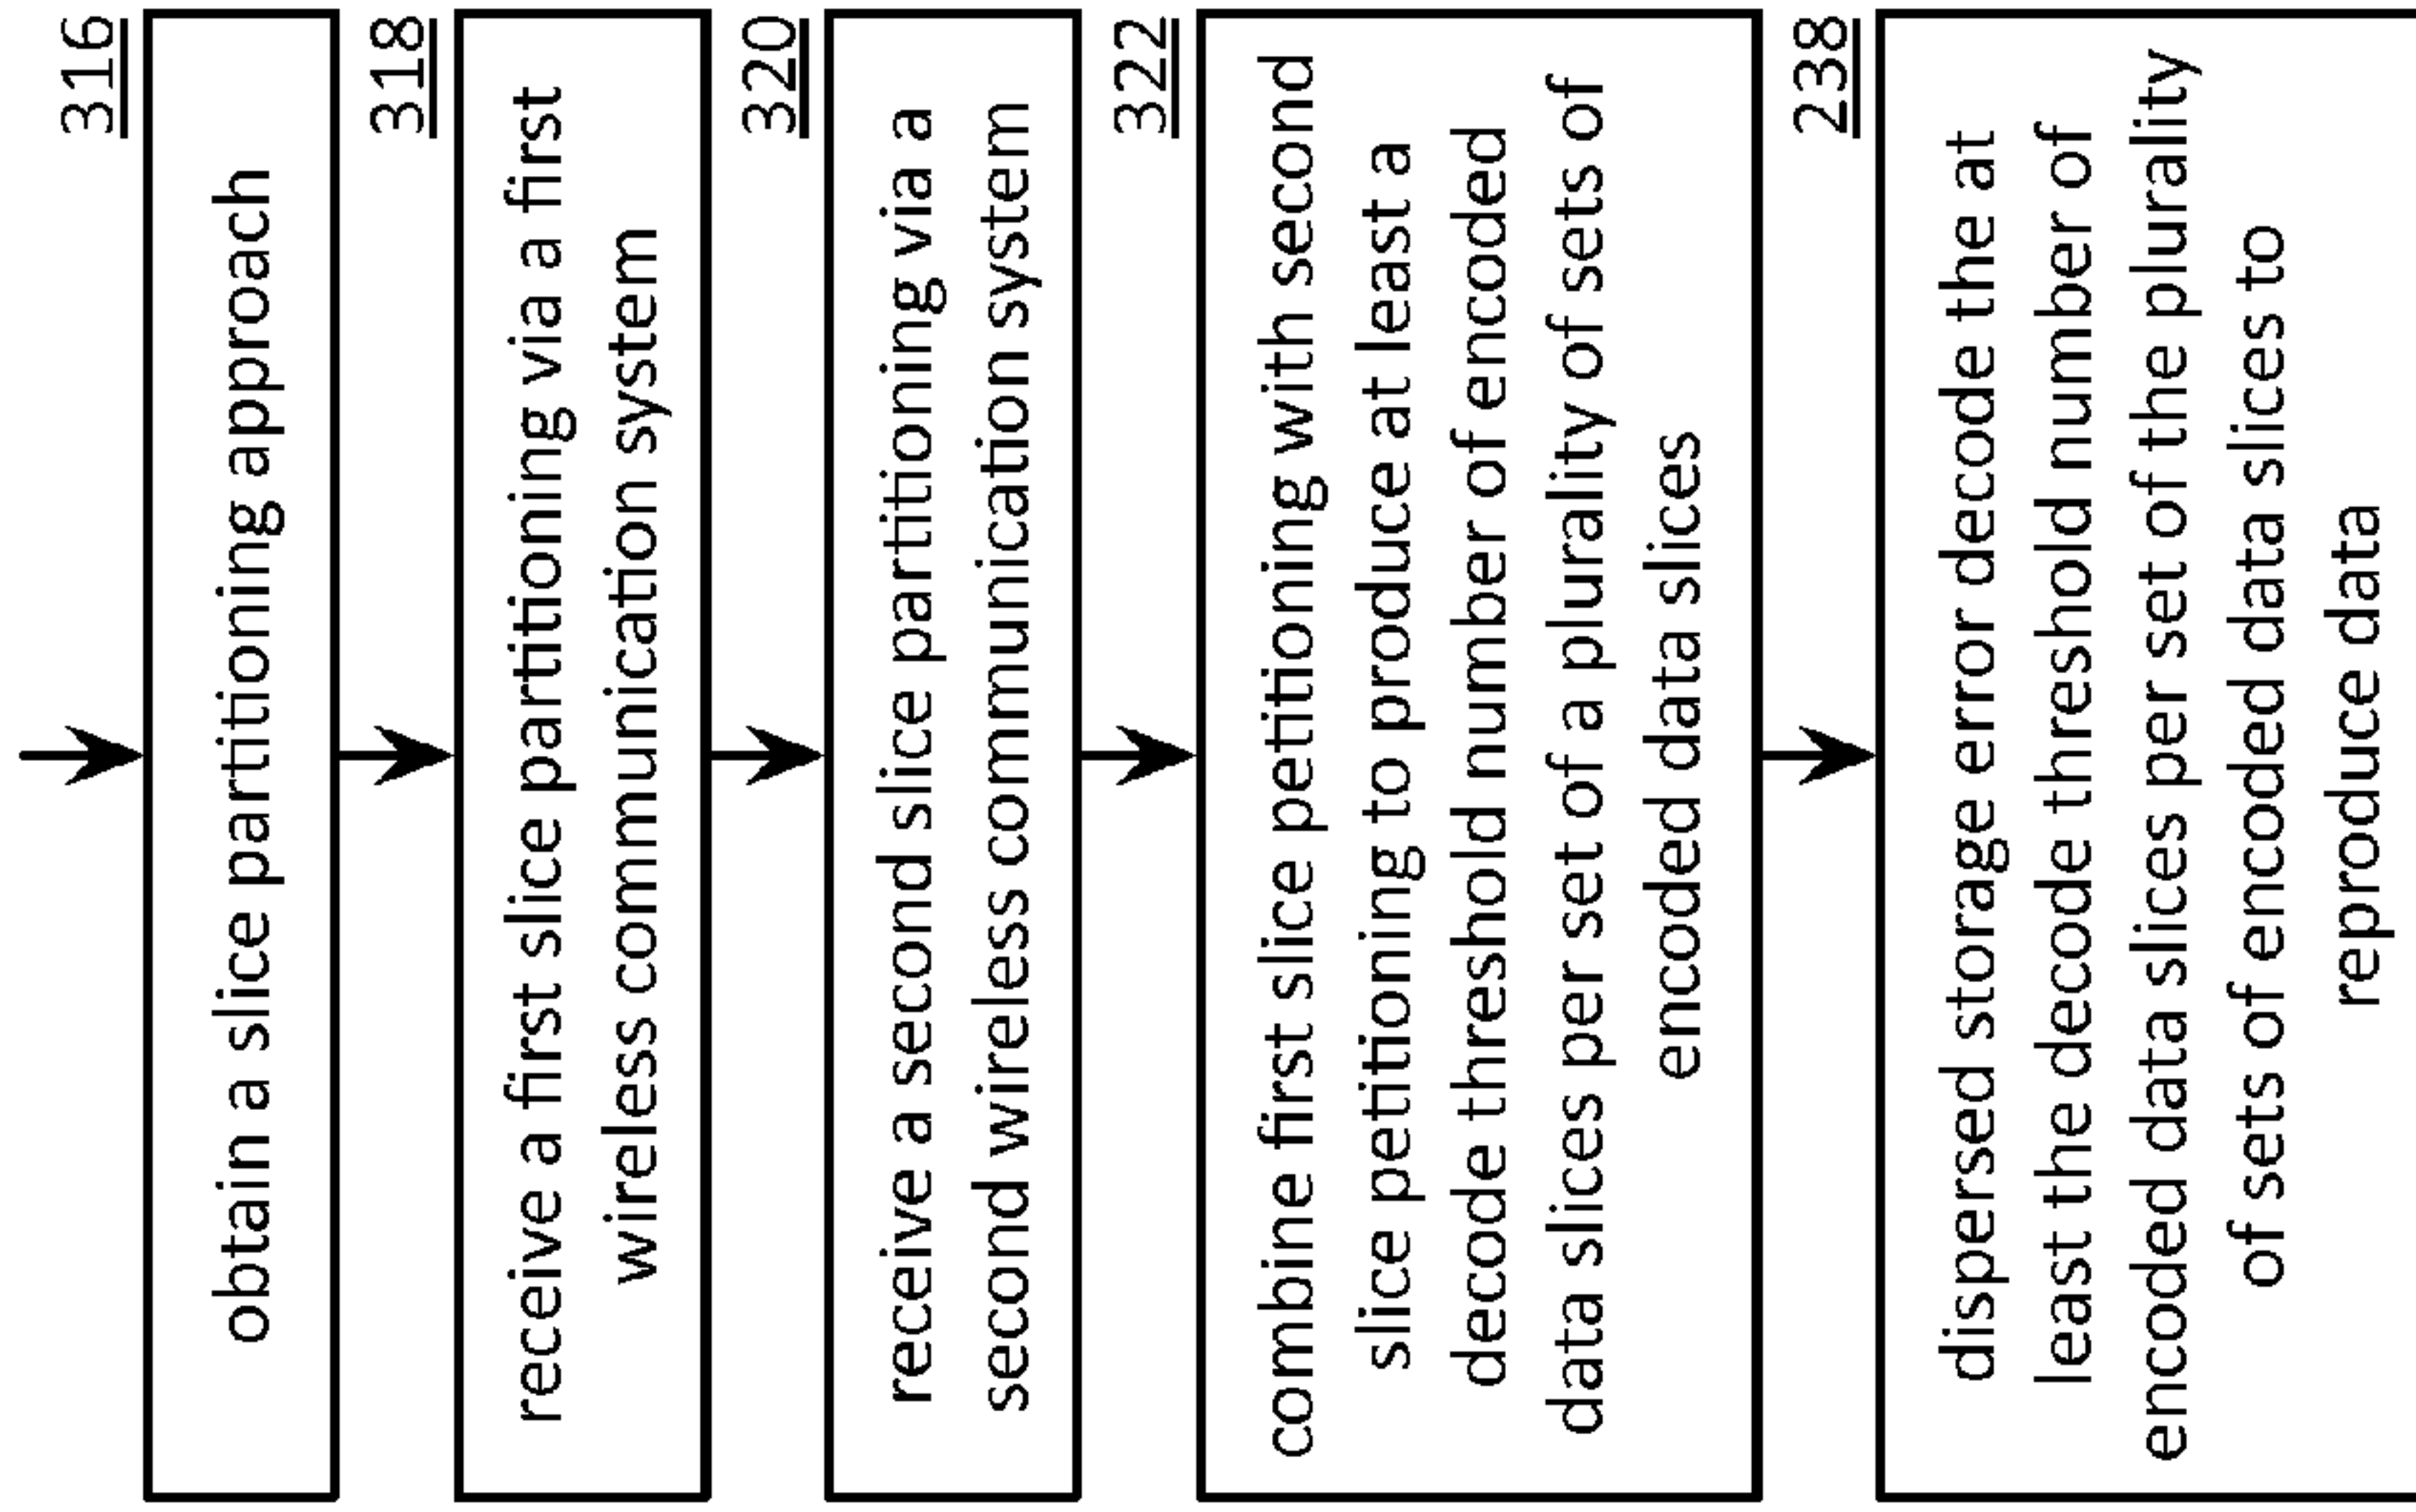 316
obtain a slice partitioning approach
318
receive a first slice partitioning via a first
wireless communication system
320
receive a second slice partitioning via a
second wireless communication system
322
combine first slice petitioning with second
slice petitioning to produce at least a
decode threshold number of encoded
data slices per set of a plurality of sets of
encoded data slices
238
dispersed storage error decode the at
least the decode threshold number of
encoded data slices per set of the plurality
of sets of encoded data slices to
reproduce data